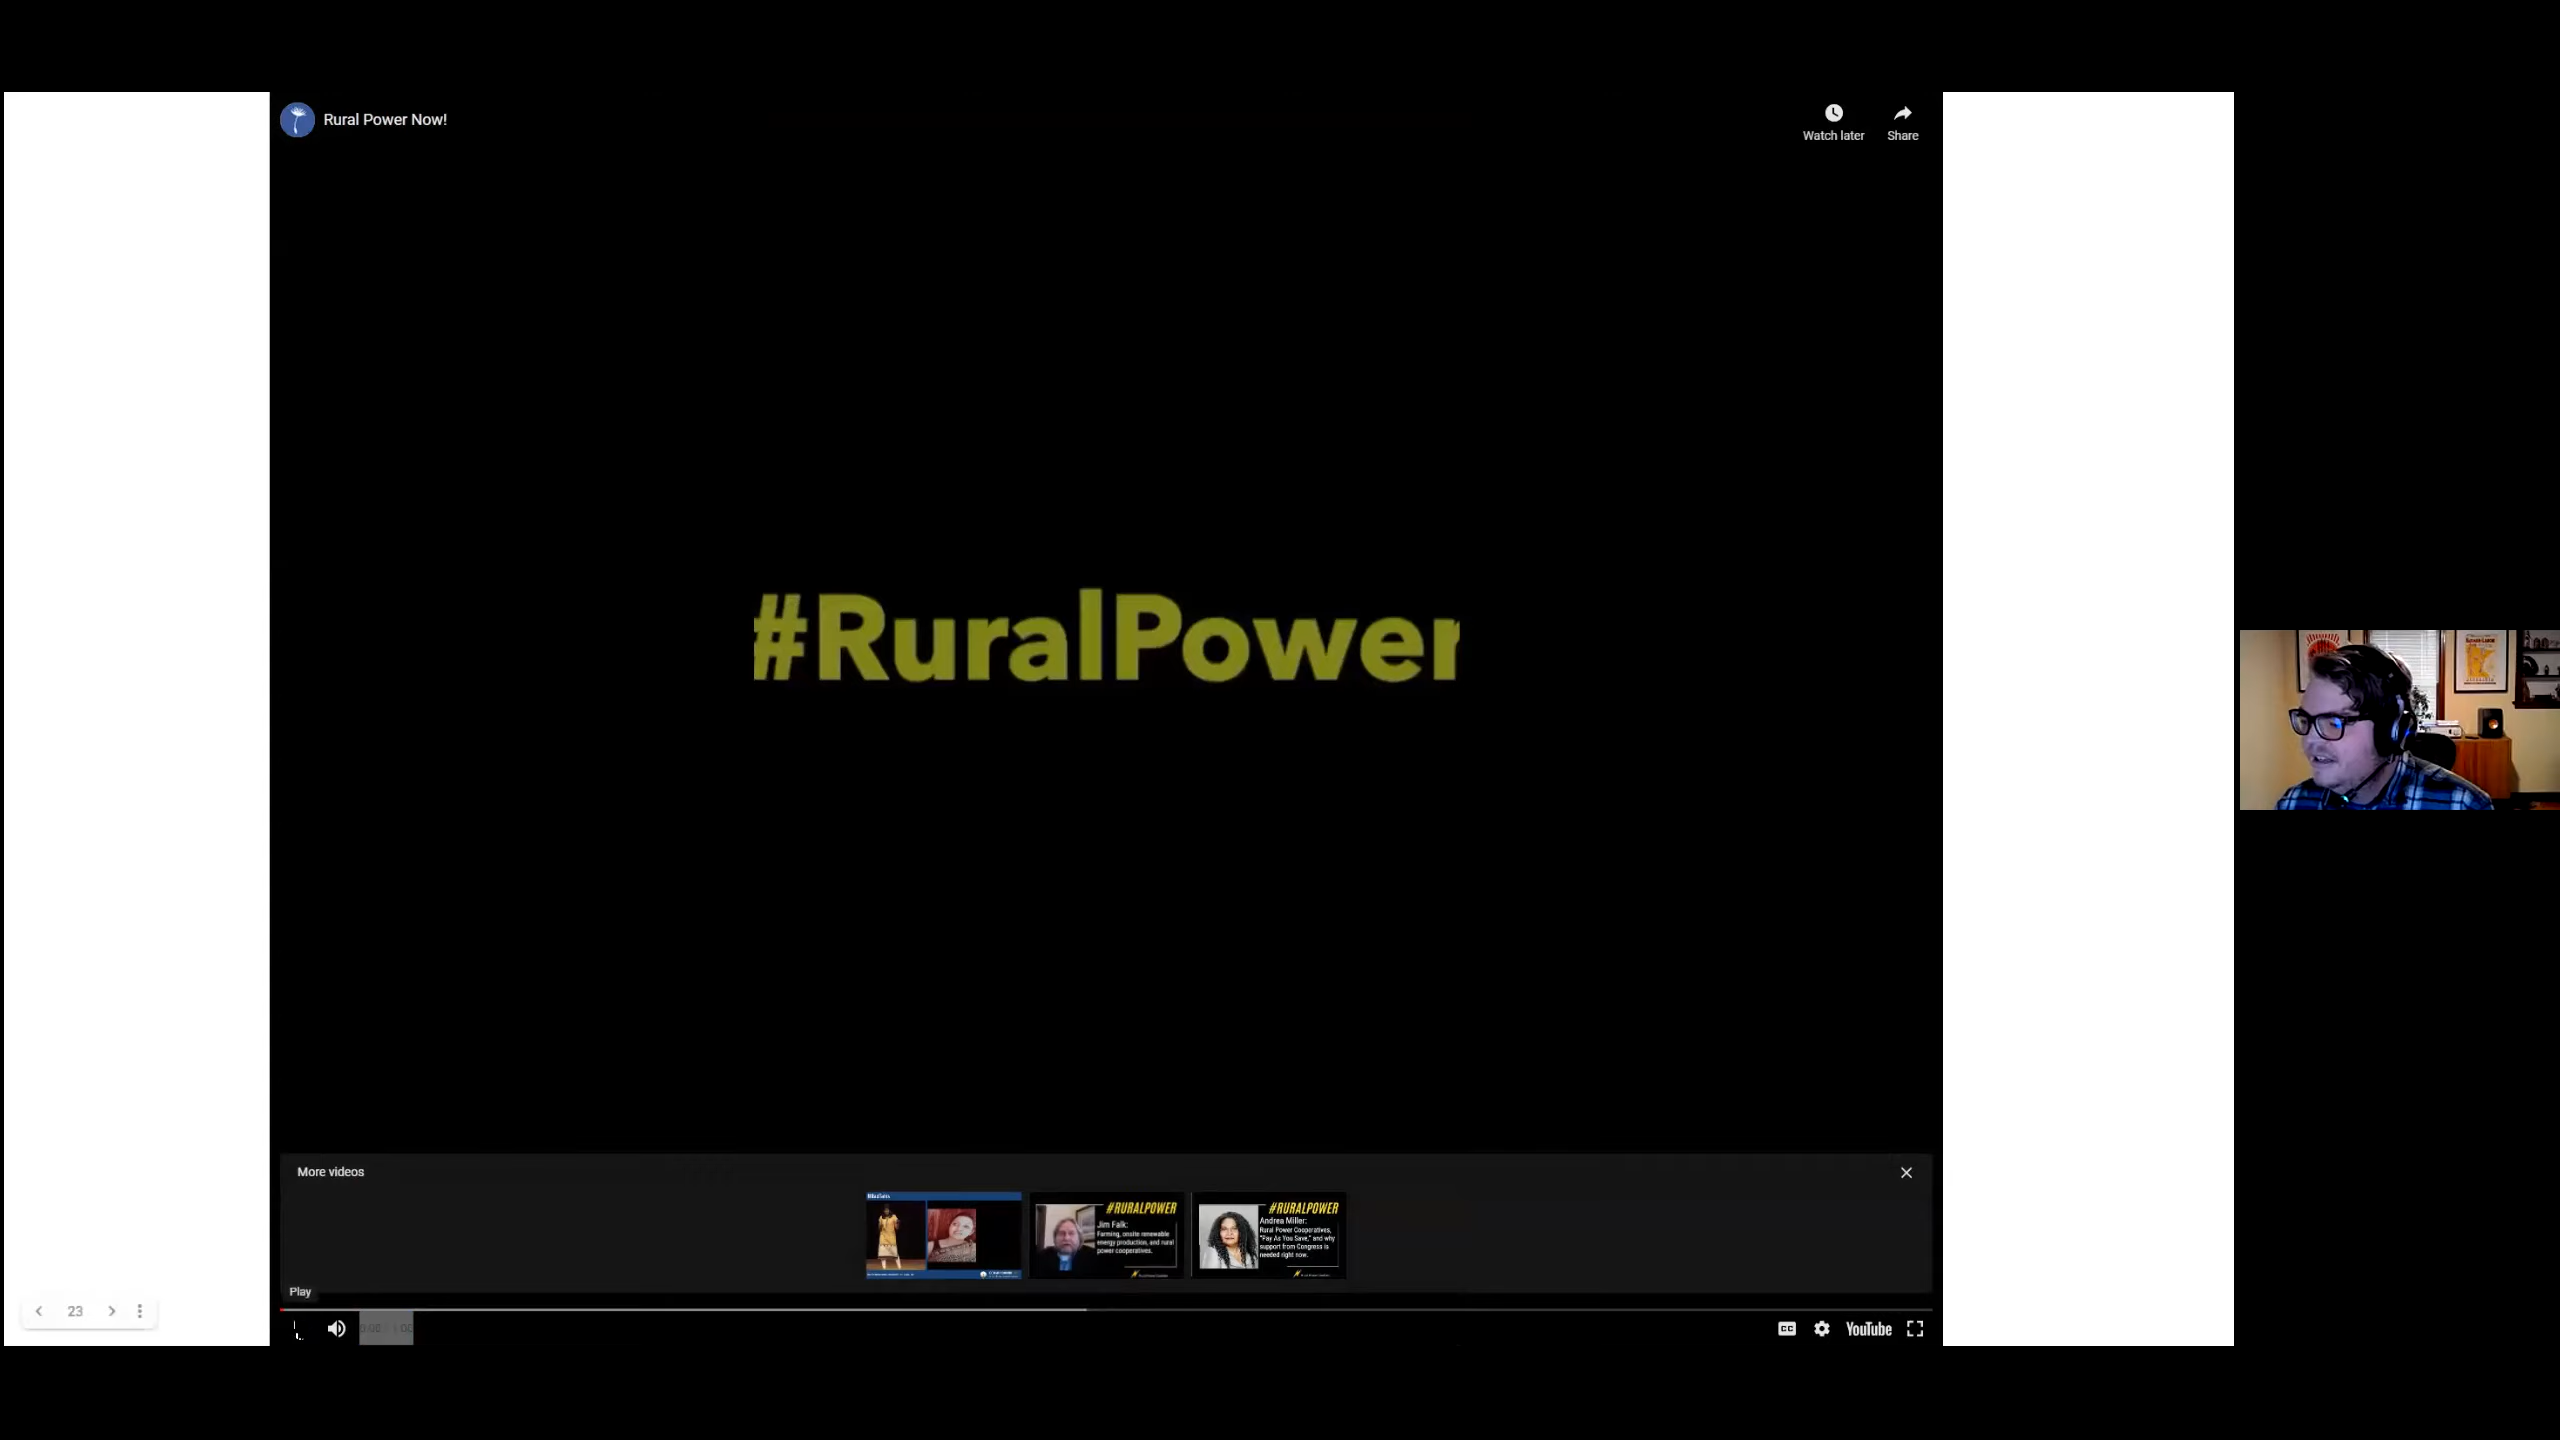 Rural Power Now!
Watch later
Share
#RuralPower
More videos
#RURALPOWER
Jim Falk:
Farming, onsite renewable
energy production, and rural
power cooperatives.
#RURALPOWER
Andrea Miller:
Rural Power Cooperatives,
"Pay As You Save," and why
support from Congress is
needed right now.
Play
23
CC
YouTube